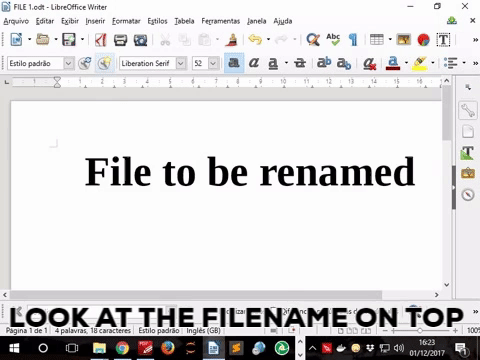 FILE 1.odt - LibreOffice Writer
Arquivo Editar Exibir Inserir Formatar Estilos Tabela Ferramentas Janela Ajuda
Estilo padrão Liberation Serif 52
File to be renamed
LOOK AT THE FILENAME ON TOP
Página 1 de 1 4 palavras, 18 caracteres Estilo padrão Inglês (GB) 100%
16:23
01/12/2017